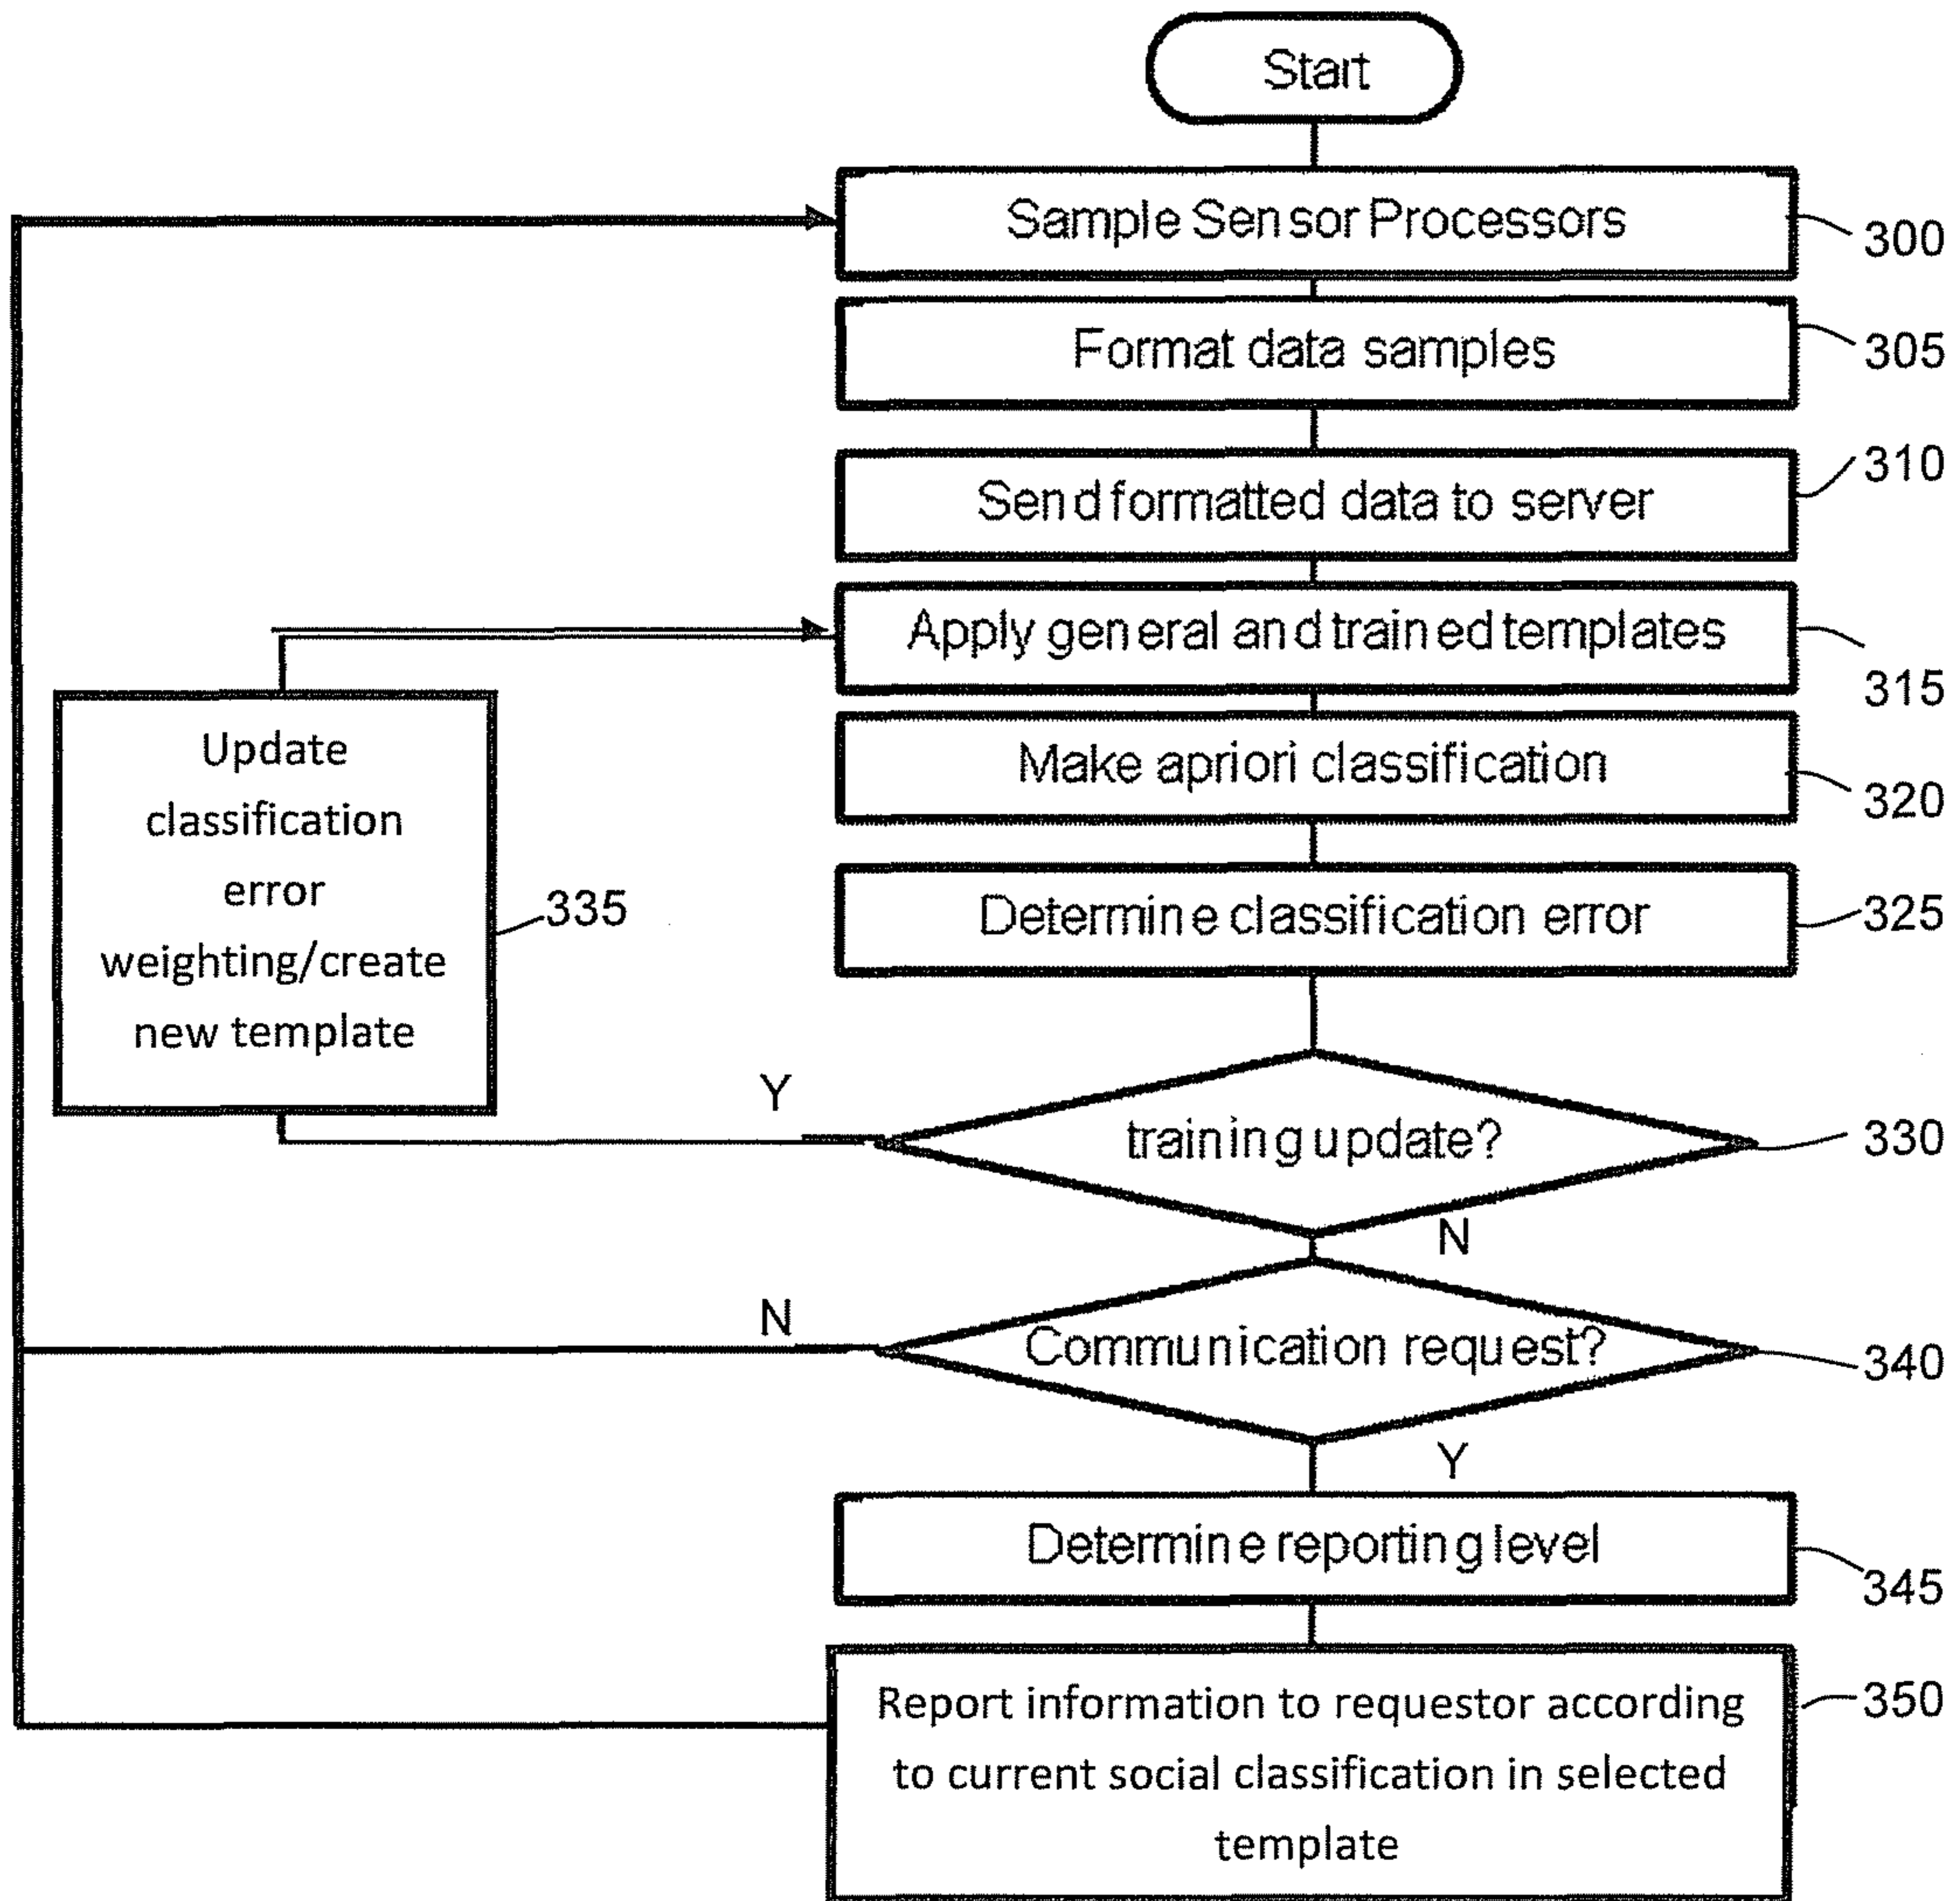 Start
Sample Sensor Processors
300
Format data samples
305
Send formatted data to server
310
Apply general and trained templates
315
Make apriori classification
320
Determine classification error
325
Update
classification
error
weighting/create
new template
335
Y
training update?
330
N
N
Communication request?
340
Y
Determine reporting level
345
Report information to requestor according
to current social classification in selected
template
350